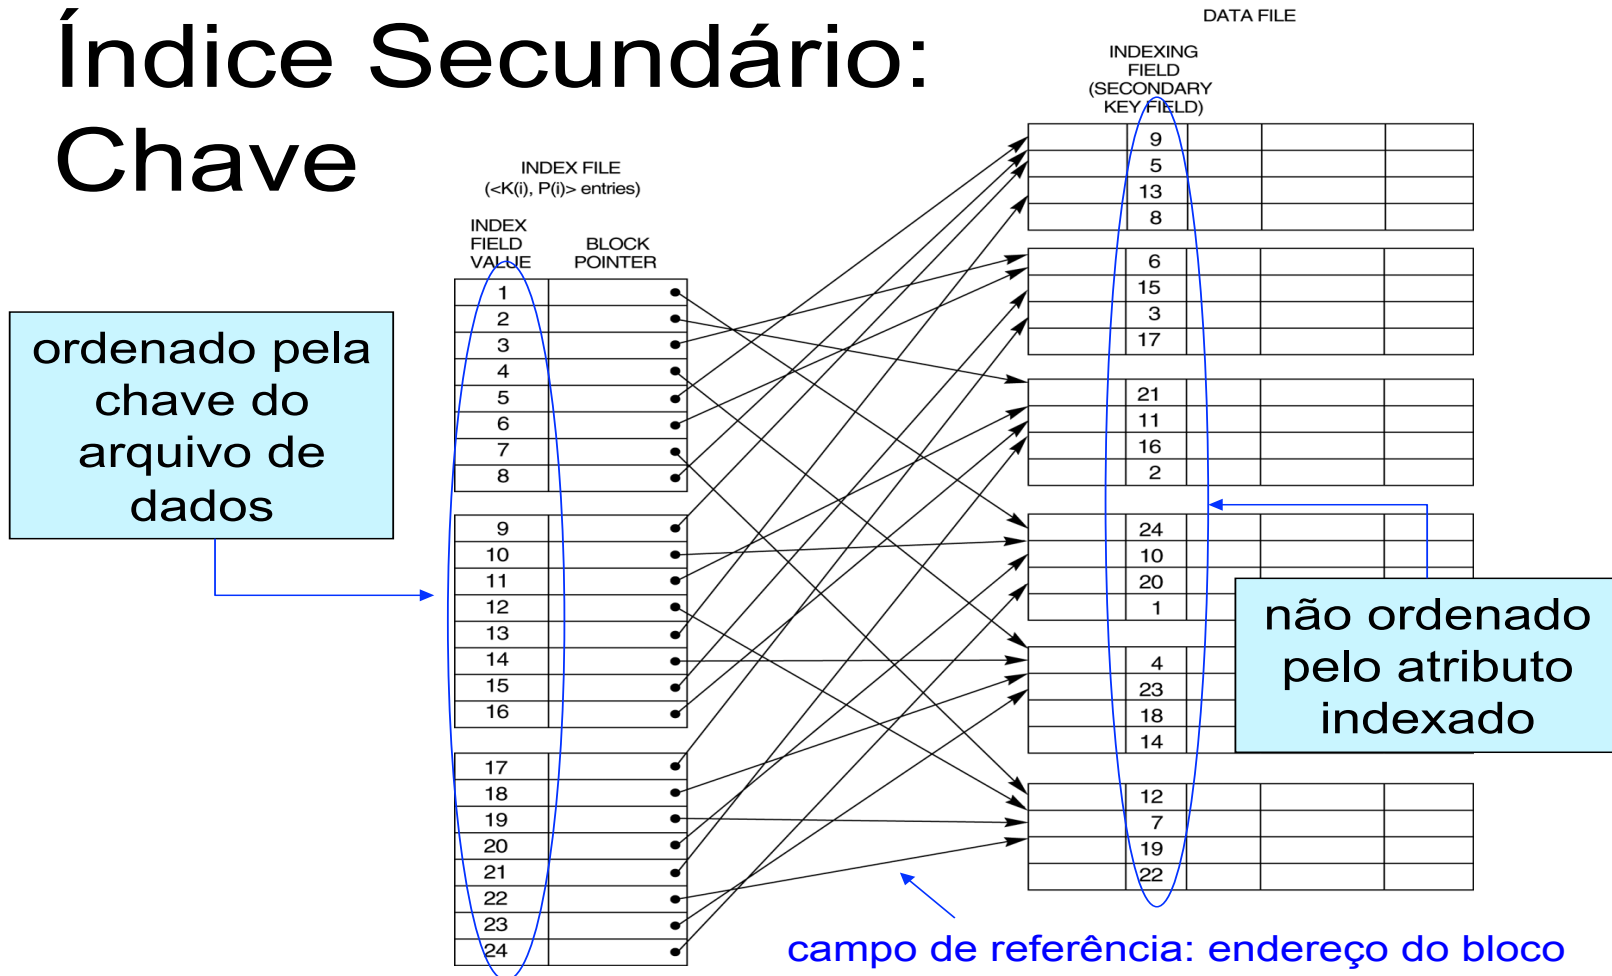 Índice Secundário:
Chave
INDEX FILE
(<K(i), P(i)> entries)
INDEX
FIELD
VALUE
BLOCK
POINTER
1
2
3
4
5
6
7
8
9
10
11
12
13
14
15
16
17
18
19
20
21
22
23
24
ordenado pela
chave do
arquivo de
dados
DATA FILE
INDEXING
FIELD
(SECONDARY
KEY FIELD)
9
5
13
8
6
15
3
17
21
11
16
2
24
10
20
1
4
23
18
14
12
7
19
22
não ordenado
pelo atributo
indexado
campo de referência: endereço do bloco